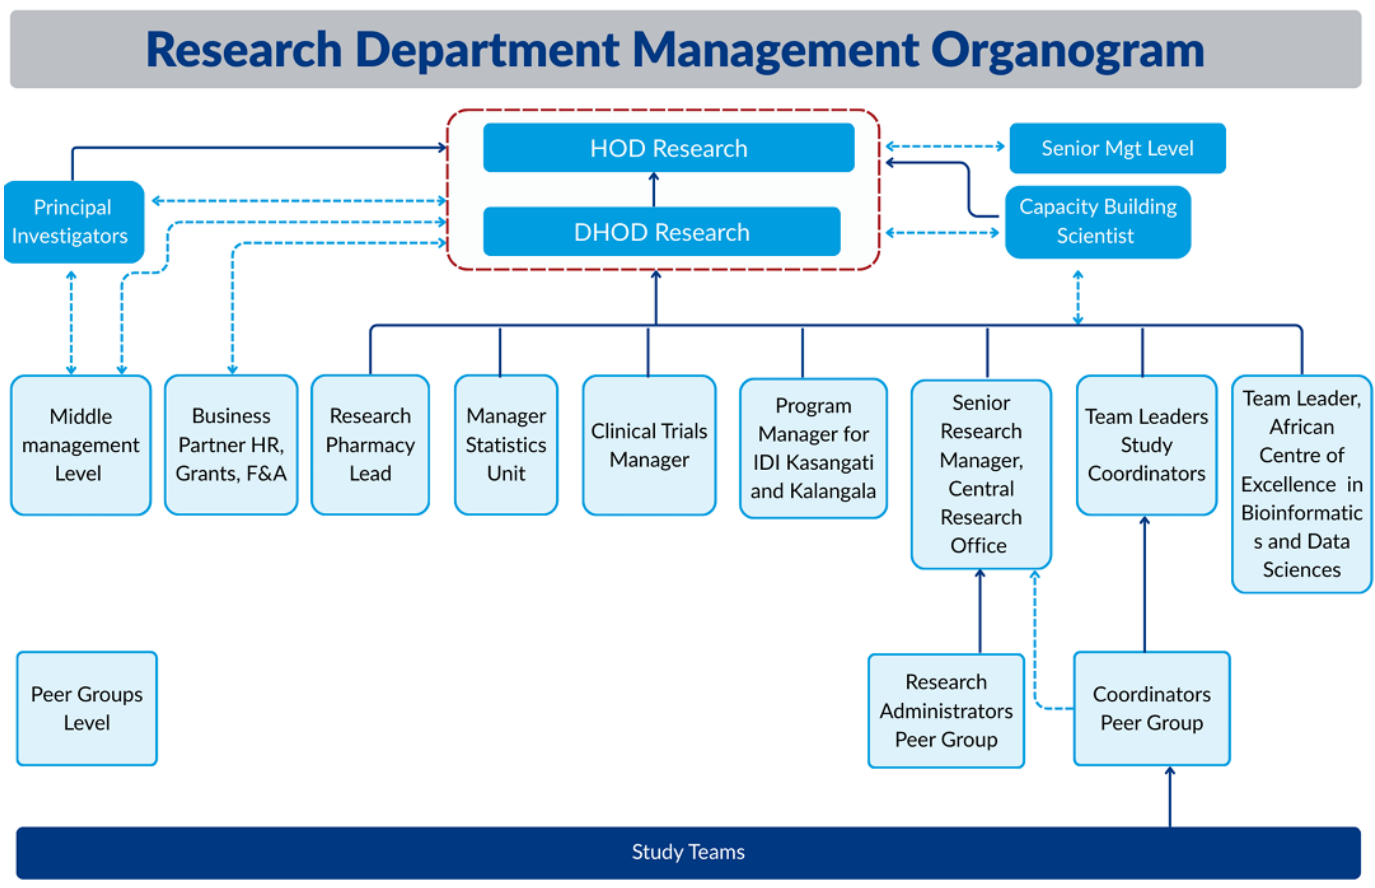 Research Department Management Organogram
HOD Research
Senior Mgt Level
DHOD Research
Principal
Investigators
Capacity Building
Scientist
Middle
management
Level
Business
Partner HR,
Grants, F&A
Research
Pharmacy
Lead
Manager
Statistics
Unit
Clinical Trials
Manager
Program
Manager for
IDI Kasangati
and Kalangala
Senior
Research
Manager,
Central
Research
Office
Team Leaders
Study
Coordinators
Team Leader,
African
Centre of
Excellence in
Bioinformatic
s and Data
Sciences
Peer Groups
Level
Research
Administrators
Peer Group
Coordinators
Peer Group
Study Teams